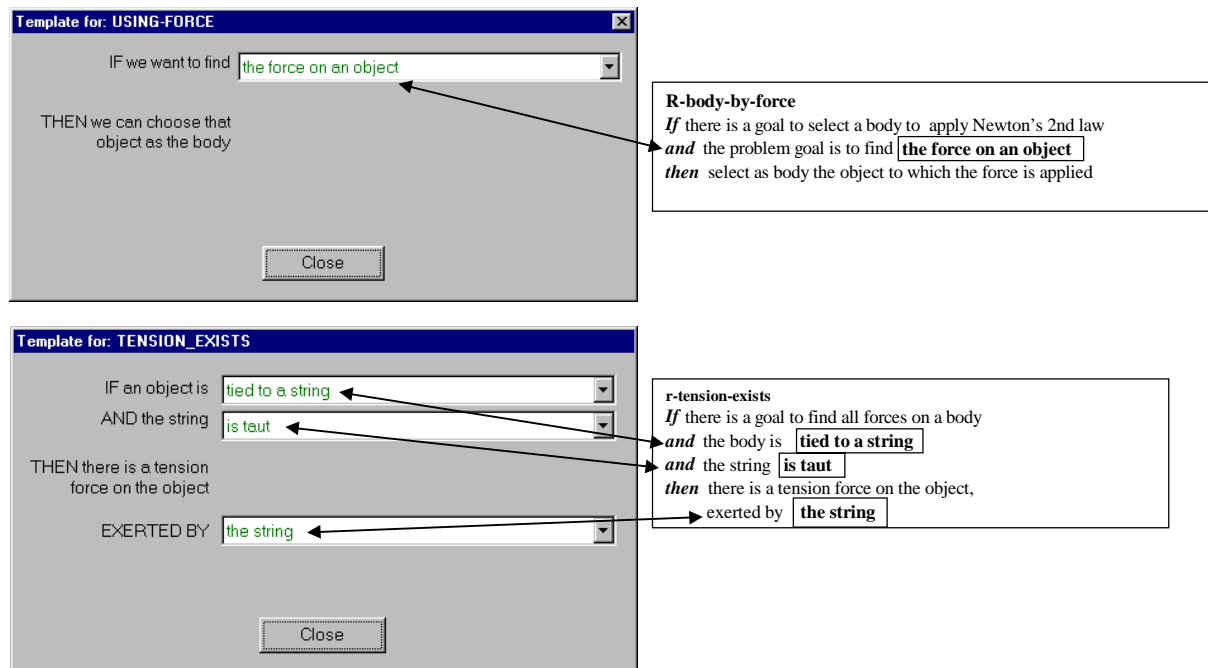 Template for: USING-FORCE
IF we want to find the force on an object
THEN we can choose that
object as the body
Close
R-body-by-force
If there is a goal to select a body to apply Newton's 2nd law
and the problem goal is to find the force on an object
then select as body the object to which the force is applied
Template for: TENSION_EXISTS
IF an object is tied to a string
AND the string is taut
THEN there is a tension
force on the object
EXERTED BY the string
Close
r-tension-exists
If there is a goal to find all forces on a body
and the body is tied to a string
and the string is taut
then there is a tension force on the object,
exerted by the string